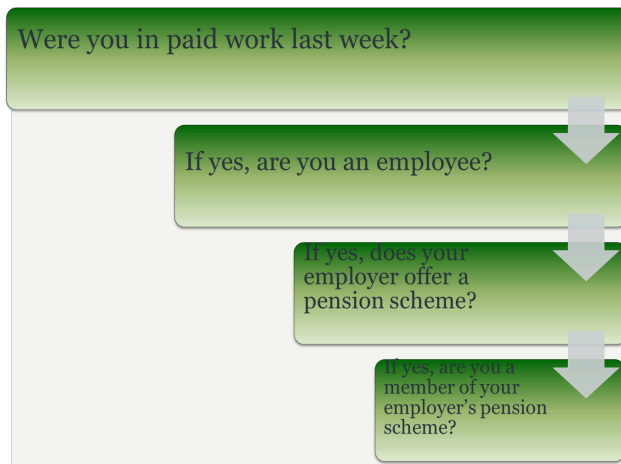 Were you in paid work last week?
If yes, are you an employee?
If yes, does your
employer offer a
pension scheme?
If yes, are you a
member of your
employer’s pension
scheme?